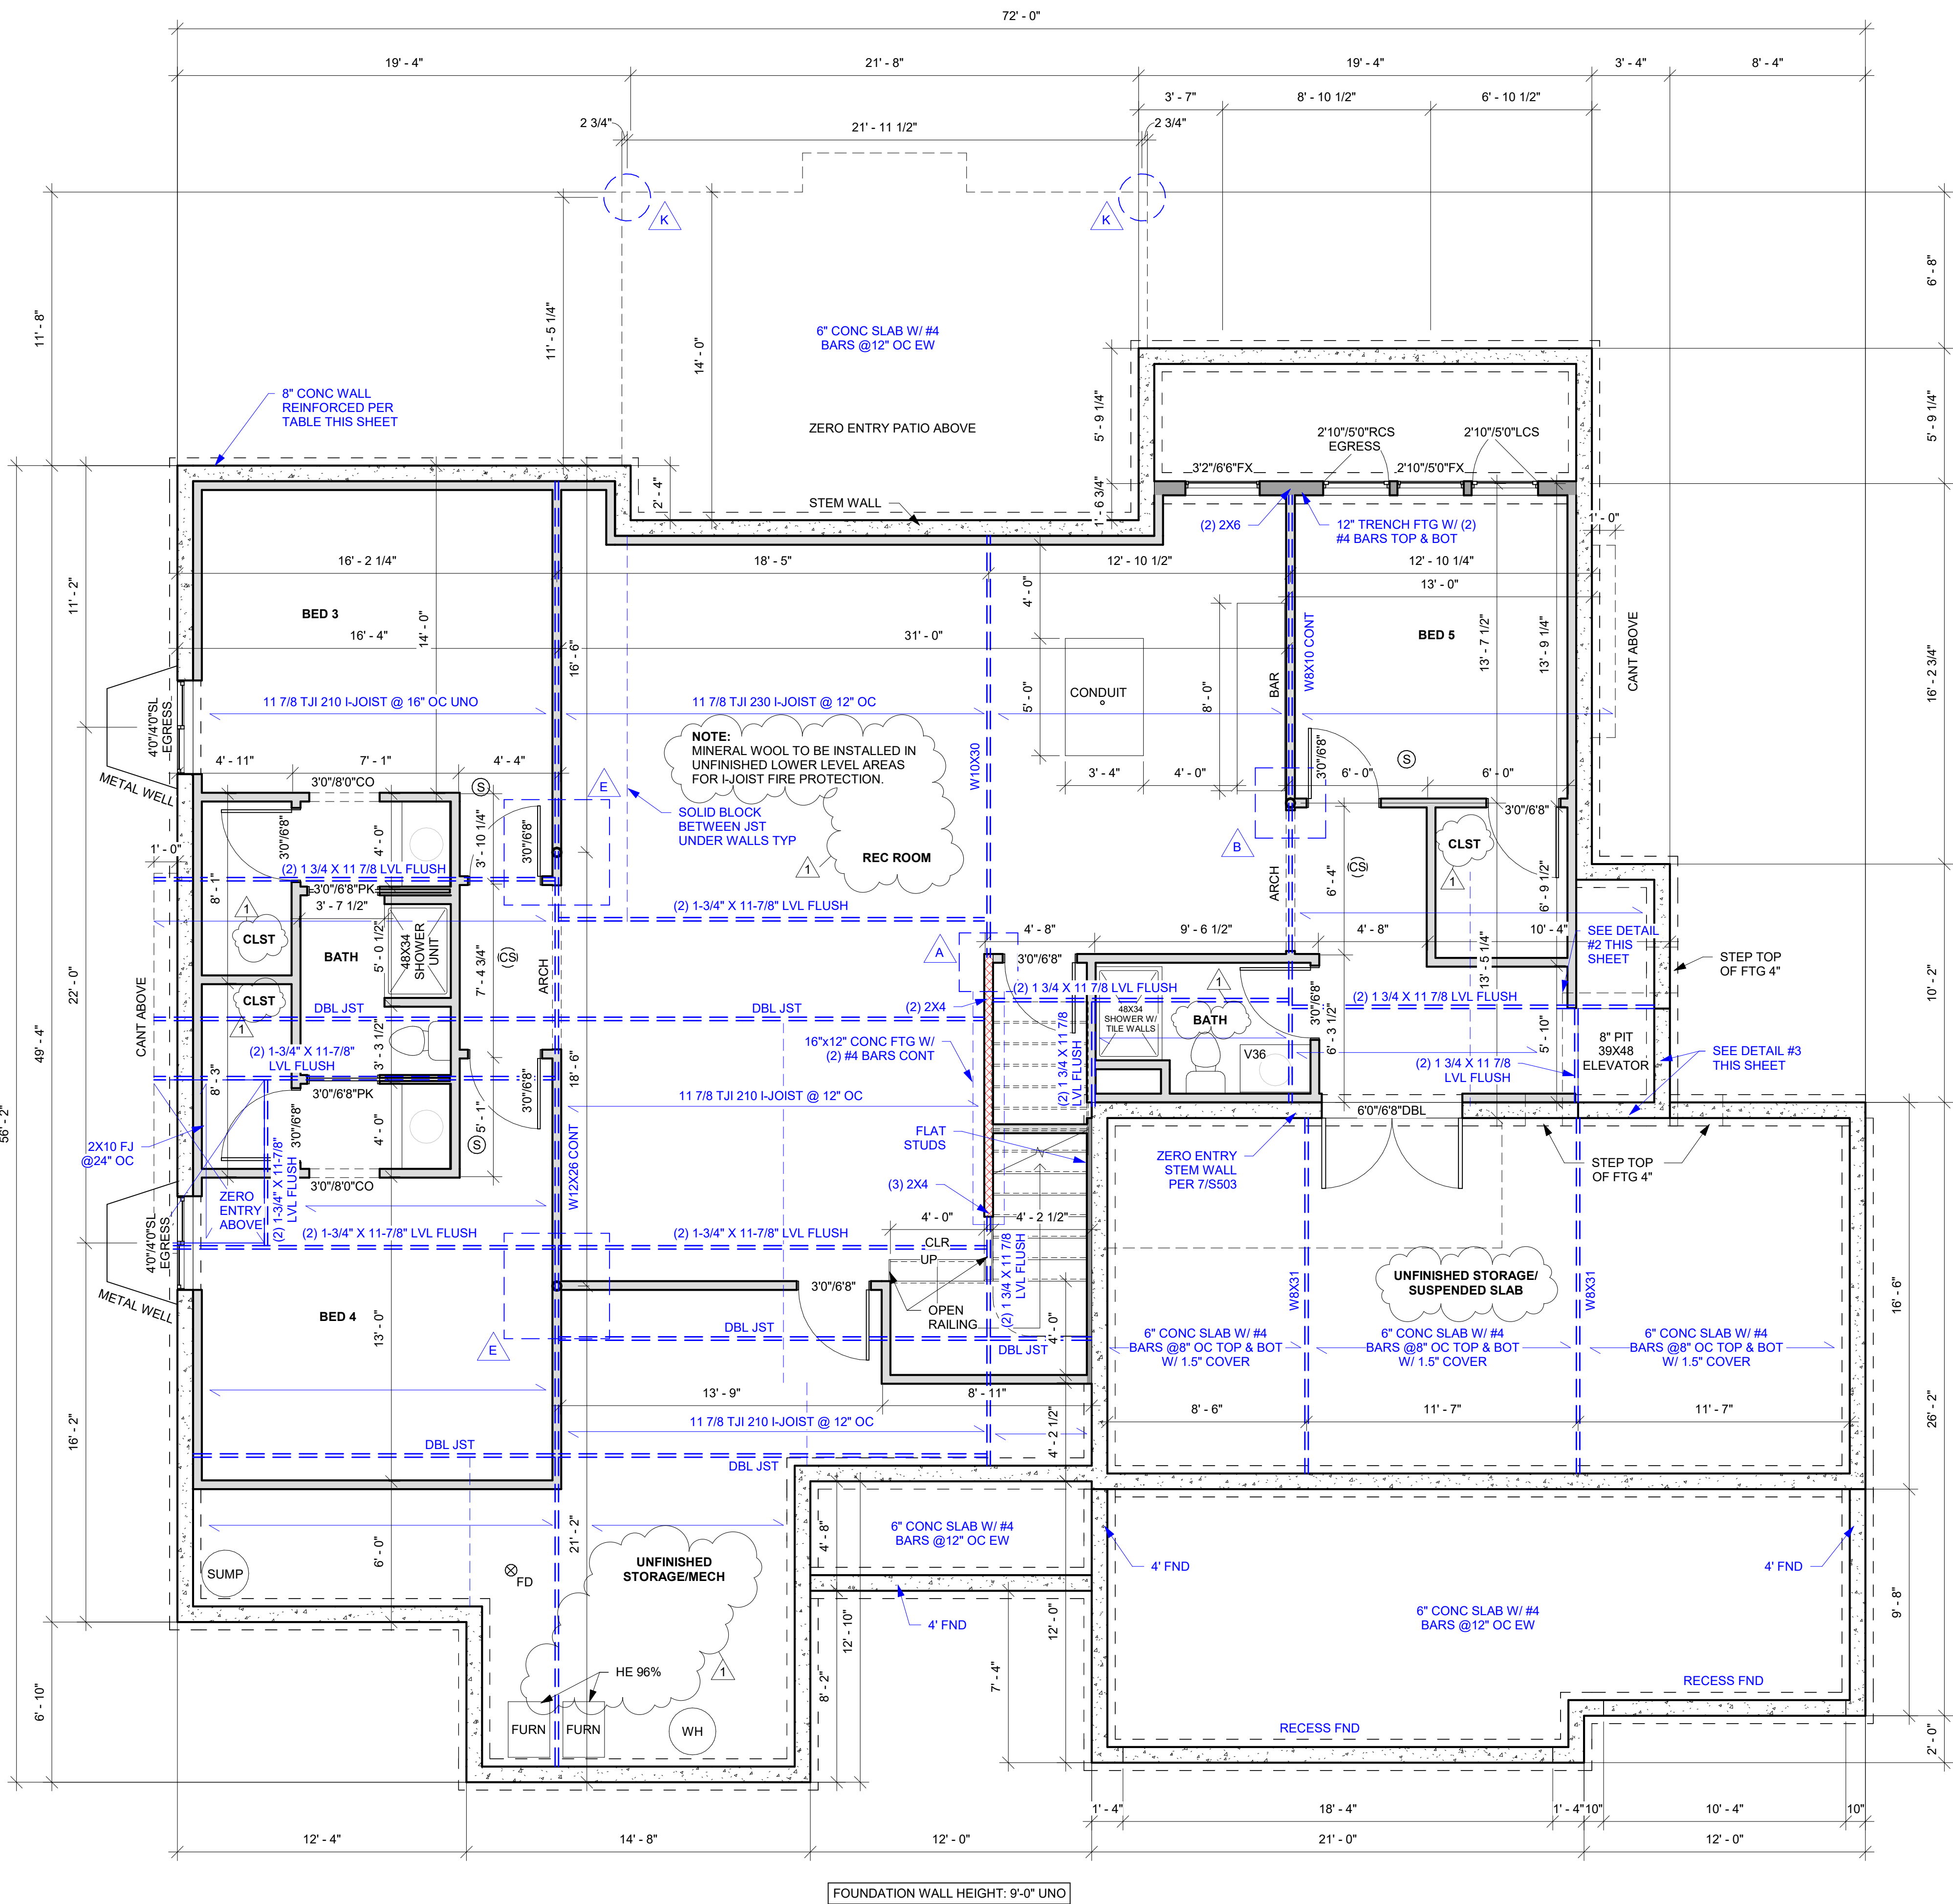 72' - 0"
19' - 4"
21' - 8"
19' - 4"
3' - 4"
8' - 4"
3' - 7"
8' - 10 1/2"
6' - 10 1/2"
2 3/4"
21' - 11 1/2"
2 3/4"
K
K
11' - 8"
11' - 5 1/4"
14' - 0"
6' - 8"
6" CONC SLAB W/ #4
BARS @12" OC EW
8" CONC WALL
REINFORCED PER
TABLE THIS SHEET
ZERO ENTRY PATIO ABOVE
5' - 9 1/4"
5' - 9 1/4"
2'10"/5'0"RCS
EGRESS
2'10"/5'0"LCS
3'2"/6'6"FX
2'10"/5'0"FX
2' - 4"
STEM WALL
1' - 6 3/4"
(2) 2X6
12" TRENCH FTG W/ (2)
#4 BARS TOP & BOT
1' - 0"
16' - 2 1/4"
18' - 5"
12' - 10 1/2"
12' - 10 1/4"
13' - 0"
11' - 2"
4' - 0"
BED 3
14' - 0"
16' - 4"
16' - 6"
31' - 0"
W8X10 CONT
BED 5
13' - 7 1/2"
13' - 9 1/4"
CANT ABOVE
16' - 2 3/4"
4'0"/4'0"SL
EGRESS
METAL WELL
11 7/8 TJI 210 I-JOIST @ 16" OC UNO
11 7/8 TJI 230 I-JOIST @ 12" OC
5' - 0"
CONDUIT
8' - 0"
BAR
NOTE:
MINERAL WOOL TO BE INSTALLED IN
UNFINISHED LOWER LEVEL AREAS
FOR I-JOIST FIRE PROTECTION.
W10X30
4' - 11"
7' - 1"
4' - 4"
3' - 4"
4' - 0"
3'0"/6'8"
6' - 0"
6' - 0"
S
3'0"/8'0"CO
S
E
SOLID BLOCK
BETWEEN JST
UNDER WALLS TYP
3'0"/6'8"
4' - 0"
3' - 10 1/4"
3'0"/6'8"
3'0"/6'8"
B
CLST
1
1
REC ROOM
1' - 0"
(2) 1 3/4 X 11 7/8 LVL FLUSH
8' - 1"
3'0"/6'8"PK
ARCH
6' - 4"
(CS)
6' - 9 1/2"
1
3' - 7 1/2"
(2) 1-3/4" X 11-7/8" LVL FLUSH
CLST
BATH
5' - 0 1/2"
48X34
SHOWER
UNIT
(CS)
7' - 4 3/4"
ARCH
A
4' - 8"
9' - 6 1/2"
4' - 8"
10' - 4"
SEE DETAIL
#2 THIS
SHEET
STEP TOP
OF FTG 4"
3'0"/6'8"
13' - 5 1/4"
10' - 2"
22' - 0"
CANT ABOVE
CLST
1
DBL JST
DBL JST
(2) 2X4
(2) 1 3/4 X 11 7/8 LVL FLUSH
1
(2) 1 3/4 X 11 7/8 LVL FLUSH
48X34
SHOWER W/
TILE WALLS
BATH
3'0"/6'8"
6' - 3 1/2"
5' - 10"
8" PIT
39X48
ELEVATOR
49' - 4"
(2) 1-3/4" X 11-7/8"
LVL FLUSH
3' - 3 1/2"
8' - 3"
3'0"/6'8"PK
16"x12" CONC FTG W/
(2) #4 BARS CONT
(2) 1 3/4 X 11 7/8
LVL FLUSH
V36
(2) 1 3/4 X 11 7/8
LVL FLUSH
SEE DETAIL #3
THIS SHEET
56' - 2"
18' - 6"
3'0"/6'8"
11 7/8 TJI 210 I-JOIST @ 12" OC
6'0"/6'8"DBL
2X10 FJ
@24" OC
3'0"/6'8"
4' - 0"
5' - 1"
S
FLAT
STUDS
ZERO ENTRY
STEM WALL
PER 7/S503
STEP TOP
OF FTG 4"
3'0"/8'0"CO
W12X26 CONT
(3) 2X4
ZERO
ENTRY
ABOVE
(2) 1-3/4" X 11-7/8"
LVL FLUSH
4' - 0"
4' - 2 1/2"
4'0"/4'0"SL
EGRESS
METAL WELL
(2) 1-3/4" X 11-7/8" LVL FLUSH
(2) 1-3/4" X 11-7/8" LVL FLUSH
CLR
UP
(2) 1 3/4 X 11 7/8
LVL FLUSH
3'0"/6'8"
OPEN
RAILING
UNFINISHED STORAGE/
SUSPENDED SLAB
W8X31
W8X31
16' - 6"
BED 4
13' - 0"
E
DBL JST
DBL JST
4' - 0"
6" CONC SLAB W/ #4
BARS @8" OC TOP & BOT
W/ 1.5" COVER
6" CONC SLAB W/ #4
BARS @8" OC TOP & BOT
W/ 1.5" COVER
6" CONC SLAB W/ #4
BARS @8" OC TOP & BOT
W/ 1.5" COVER
13' - 9"
8' - 11"
8' - 6"
11' - 7"
11' - 7"
26' - 2"
16' - 2"
11 7/8 TJI 210 I-JOIST @ 12" OC
4' - 2 1/2"
DBL JST
DBL JST
6' - 0"
21' - 2"
4' - 8"
6" CONC SLAB W/ #4
BARS @12" OC EW
SUMP
FD
UNFINISHED
STORAGE/MECH
4' FND
4' FND
4' FND
12' - 10"
12' - 0"
6" CONC SLAB W/ #4
BARS @12" OC EW
9' - 8"
HE 96%
1
8' - 2"
7' - 4"
RECESS FND
6' - 10"
FURN
FURN
WH
RECESS FND
2' - 0"
1' - 4"
18' - 4"
1' - 4"
10"
10' - 4"
10"
12' - 4"
14' - 8"
12' - 0"
21' - 0"
12' - 0"
FOUNDATION WALL HEIGHT: 9'-0" UNO